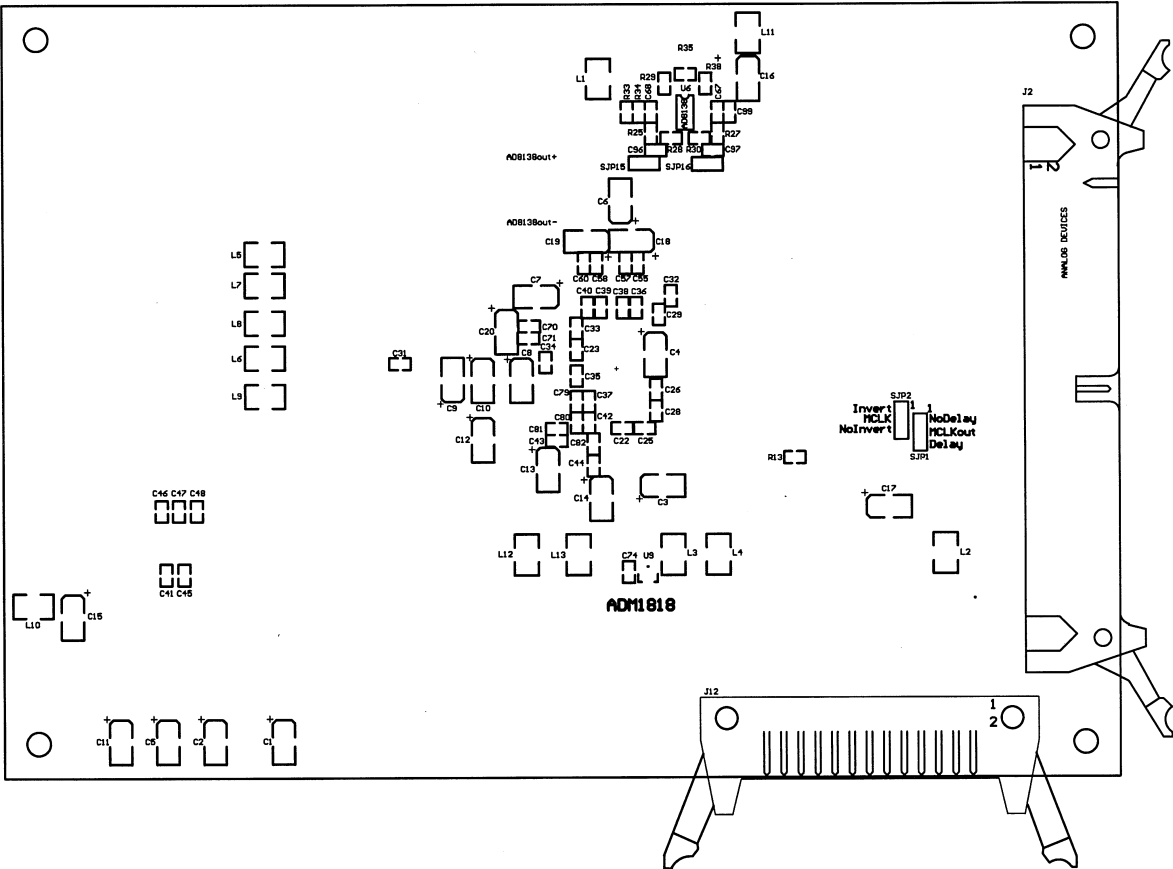 L11
R35
R38
C16
L1
R29
R33
R34
C68
U6
C67
AD8138
C99
J2
R25
R27
C96
R28
R30
C97
AD8138out+
SJP15
SJP16
1
2
C6
ANALOG DEVICES
AD8138out-
C19
C18
L5
C60
C58
C57
C55
L7
C7
C32
C40
C39
C38
C36
C29
L8
C20
C70
C33
C71
C34
C23
C4
L6
C31
C8
C35
L9
C9
C10
C79
C37
C26
C28
SJP2
1
1
Invert
MCLK
NoInvert
NoDelay
MCLKout
Delay
SJP1
C12
C81
C80
C42
C43
C82
C22
C25
C13
C44
R13
C46
C47
C48
C14
C3
C17
L12
L13
C74
U9
L3
L4
L2
C41
C45
ADM1818
L10
C15
J12
1
2
C11
C5
C2
C1